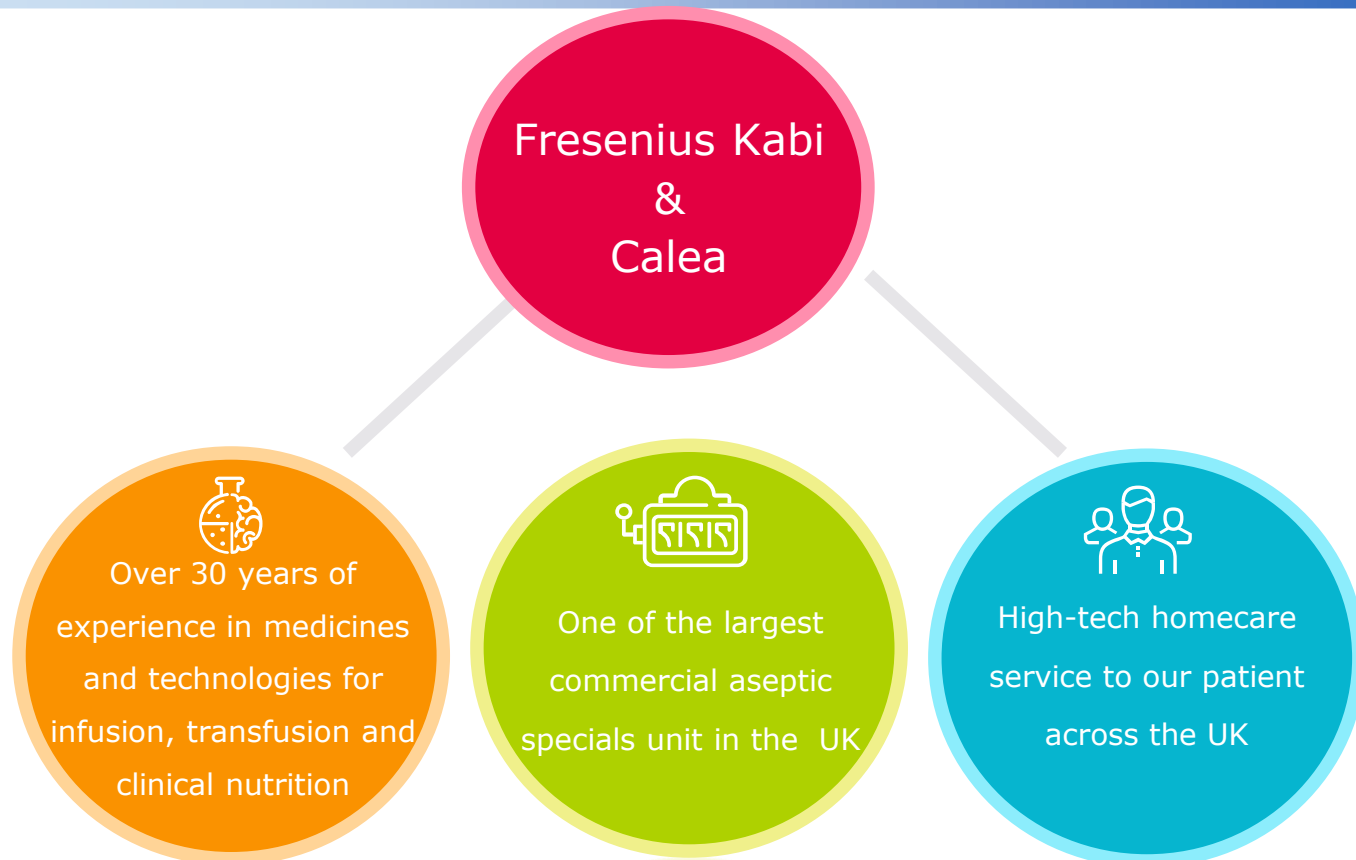 Fresenius Kabi
&
Calea
Over 30 years of
experience in medicines
and technologies for
infusion, transfusion and
clinical nutrition
One of the largest
commercial aseptic
specials unit in the  UK
High-tech homecare
service to our patient
across the UK